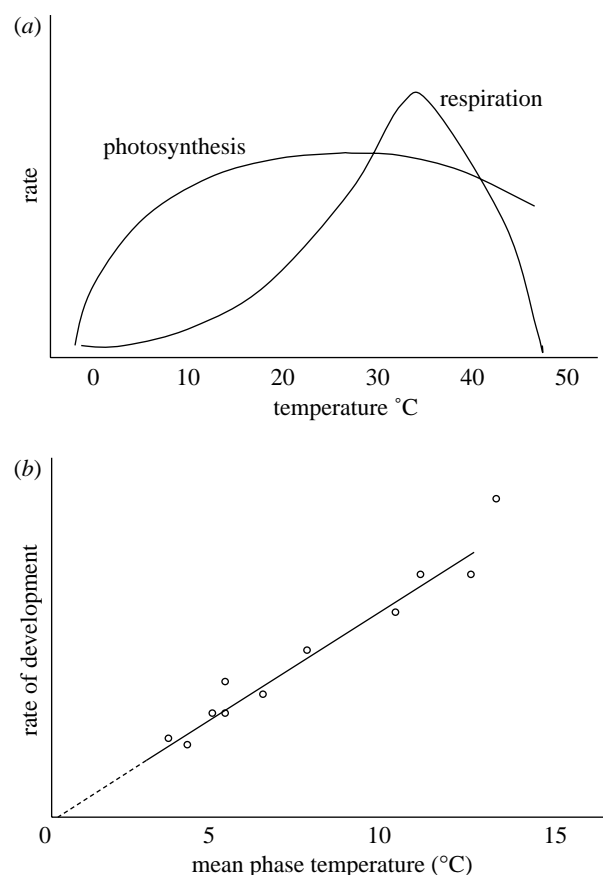 (a)
respiration
photosynthesis
rate
0 10 20 30 40 50
temperature ˚C
(b)
rate of development
0 5 10 15
mean phase temperature (°C)